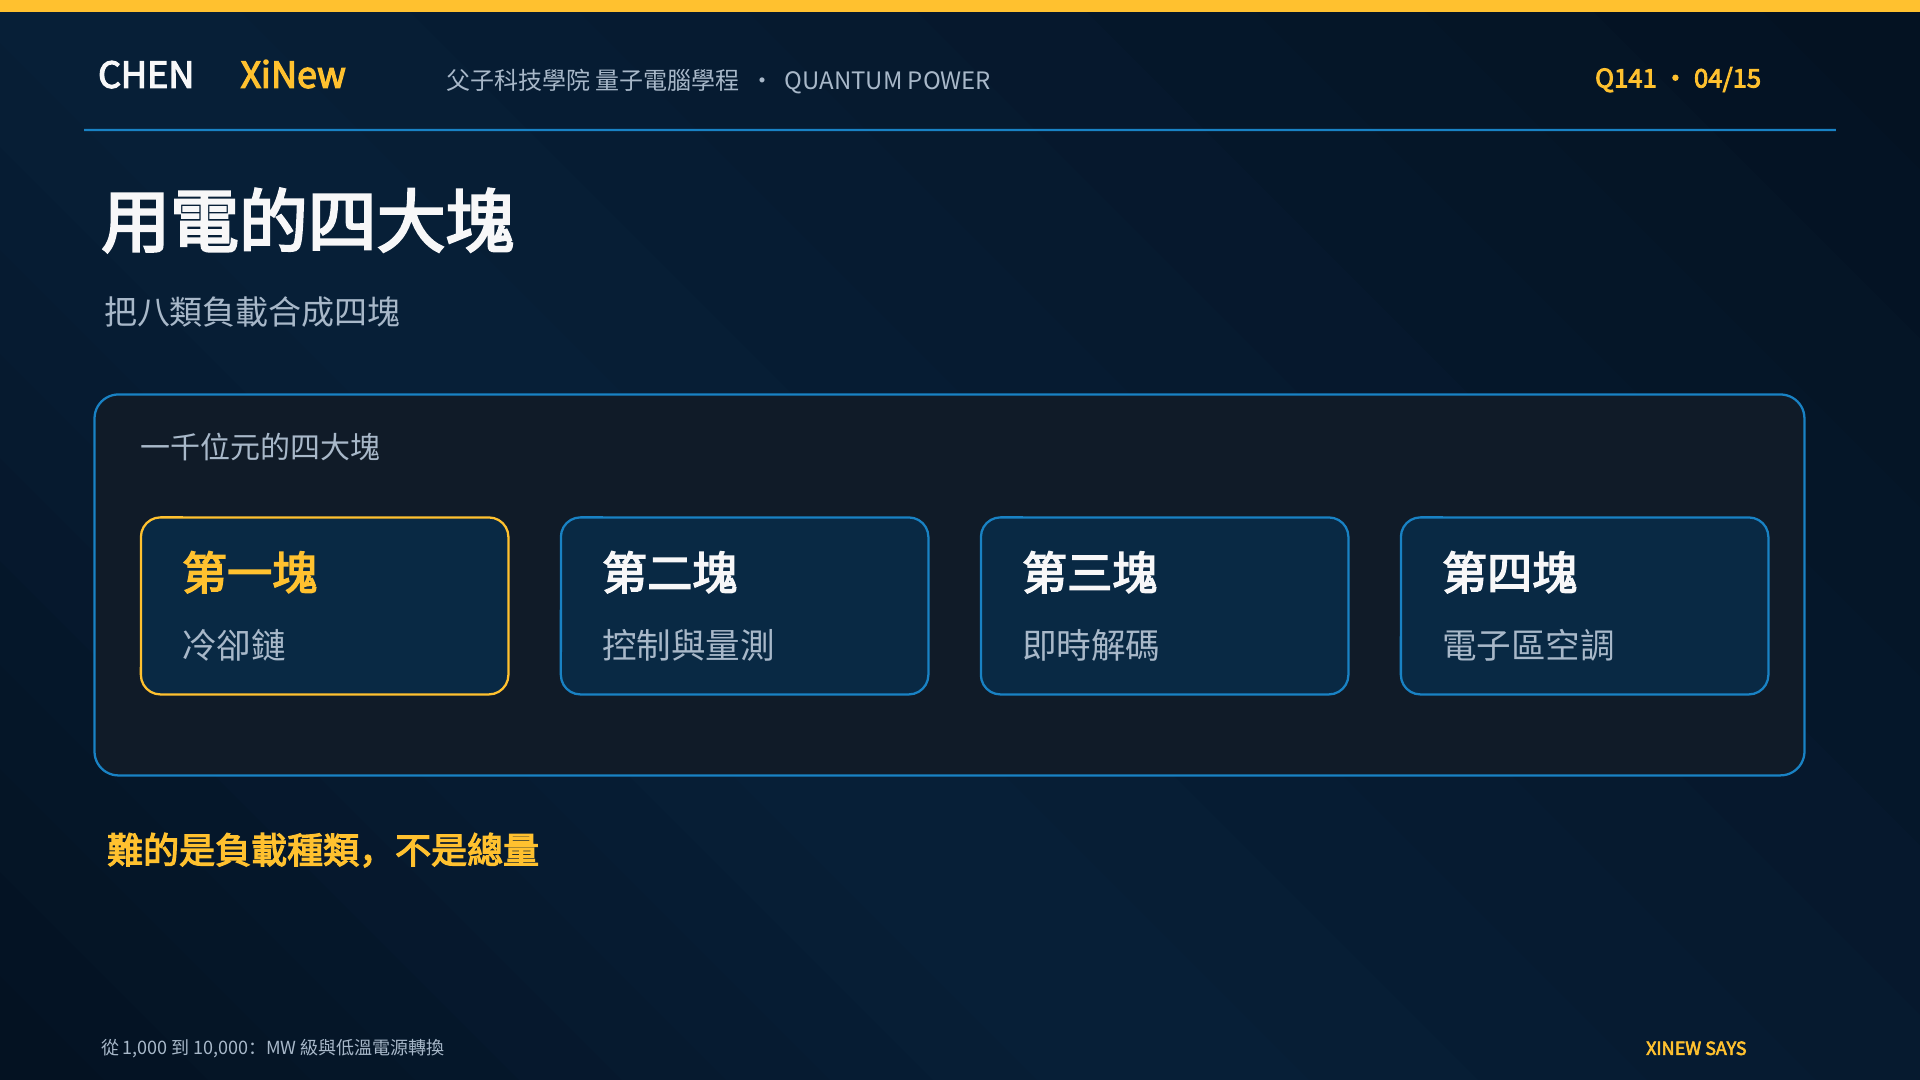 CHEN XiNew 父子科技學院 量子電腦學程 • QUANTUM POWER Q141 • 04/15
用電的四大塊
把八類負載合成四塊
一千位元的四大塊
第一塊 第二塊 第三塊 第四塊
冷卻鏈 控制與量測 即時解碼 電子區空調
難的是負載種類，不是總量
從 1,000 到 10,000：MW 級與低溫電源轉換 XINEW SAYS